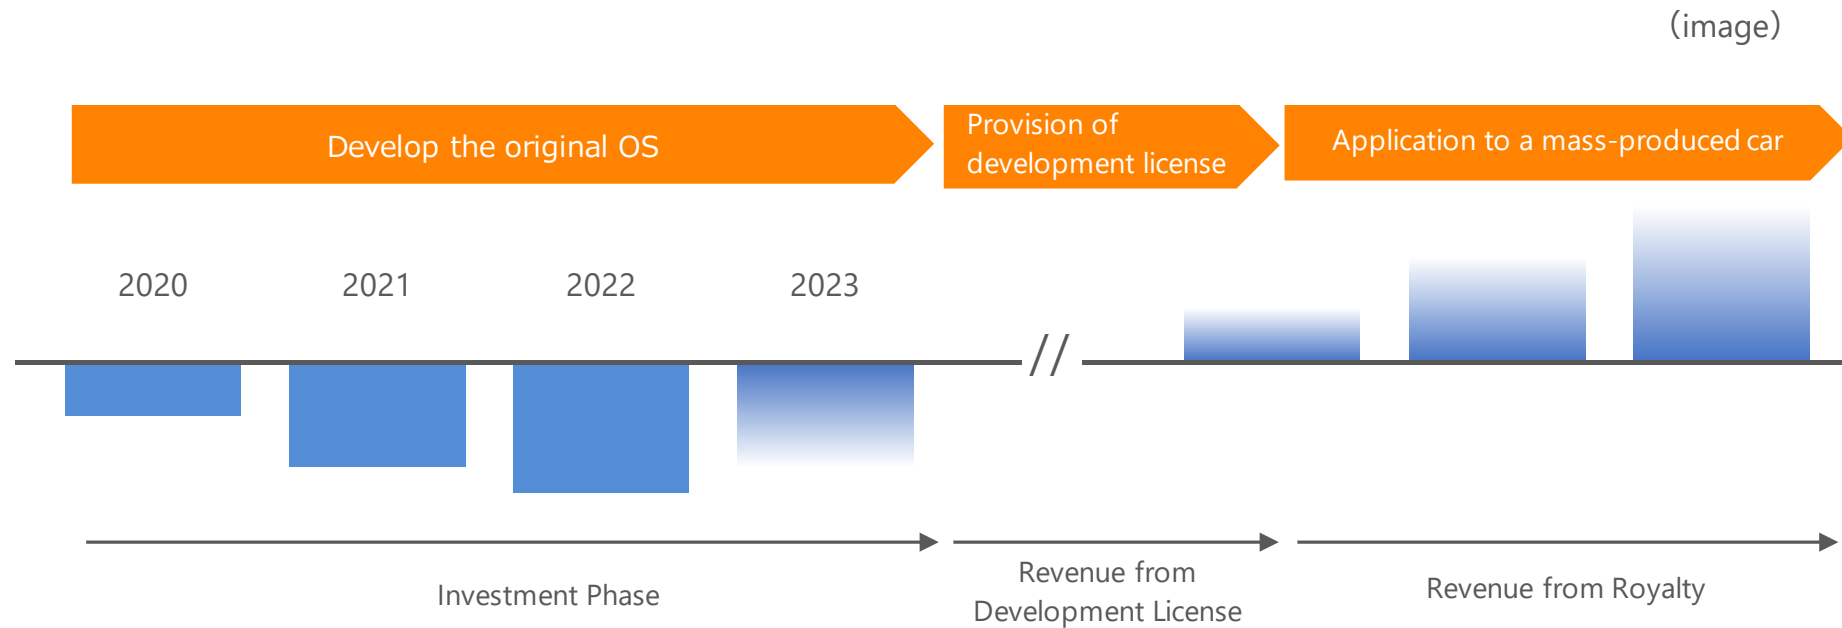 （image）
Develop the original OS
Provision of
development license
Application to a mass-produced car
2020
2021
2022
2023
//
Investment Phase
Revenue from
Development License
Revenue from Royalty